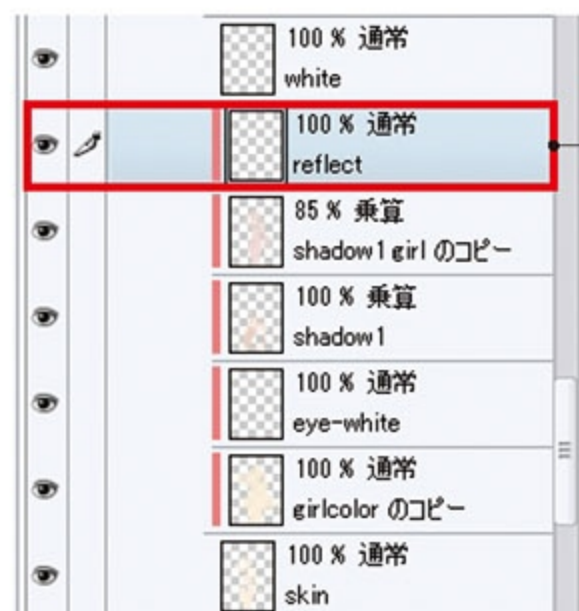 100 % 通常
white
100 % 通常
reflect
85 % 乗算
shadow1 girl のコピー
100 % 乗算
shadow1
100 % 通常
eye-white
100 % 通常
girlcolor のコピー
100 % 通常
skin